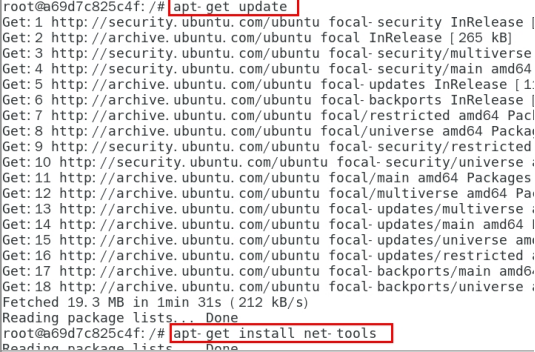 root@a69d7c825c4f:/# apt-get update
Get:1 http://security.ubuntu.com/ubuntu focal-security InRelease [
Get:2 http://archive.ubuntu.com/ubuntu focal InRelease [265 kB]
Get:3 http://security.ubuntu.com/ubuntu focal-security/multiverse
Get:4 http://security.ubuntu.com/ubuntu focal-security/main amd64
Get:5 http://archive.ubuntu.com/ubuntu focal-updates InRelease [1
Get:6 http://archive.ubuntu.com/ubuntu focal-backports InRelease [
Get:7 http://archive.ubuntu.com/ubuntu focal/restricted amd64 Pack
Get:8 http://archive.ubuntu.com/ubuntu focal/universe amd64 Packag
Get:9 http://security.ubuntu.com/ubuntu focal-security/restricted
Get:10 http://security.ubuntu.com/ubuntu focal-security/universe a
Get:11 http://archive.ubuntu.com/ubuntu focal/main amd64 Packages
Get:12 http://archive.ubuntu.com/ubuntu focal/multiverse amd64 Pac
Get:13 http://archive.ubuntu.com/ubuntu focal-updates/multiverse a
Get:14 http://archive.ubuntu.com/ubuntu focal-updates/main amd64 P
Get:15 http://archive.ubuntu.com/ubuntu focal-updates/universe amd
Get:16 http://archive.ubuntu.com/ubuntu focal-updates/restricted a
Get:17 http://archive.ubuntu.com/ubuntu focal-backports/main amd64
Get:18 http://archive.ubuntu.com/ubuntu focal-backports/universe a
Fetched 19.3 MB in 1min 31s (212 kB/s)
Reading package lists... Done
root@a69d7c825c4f:/# apt-get install net-tools
Reading package lists... Done